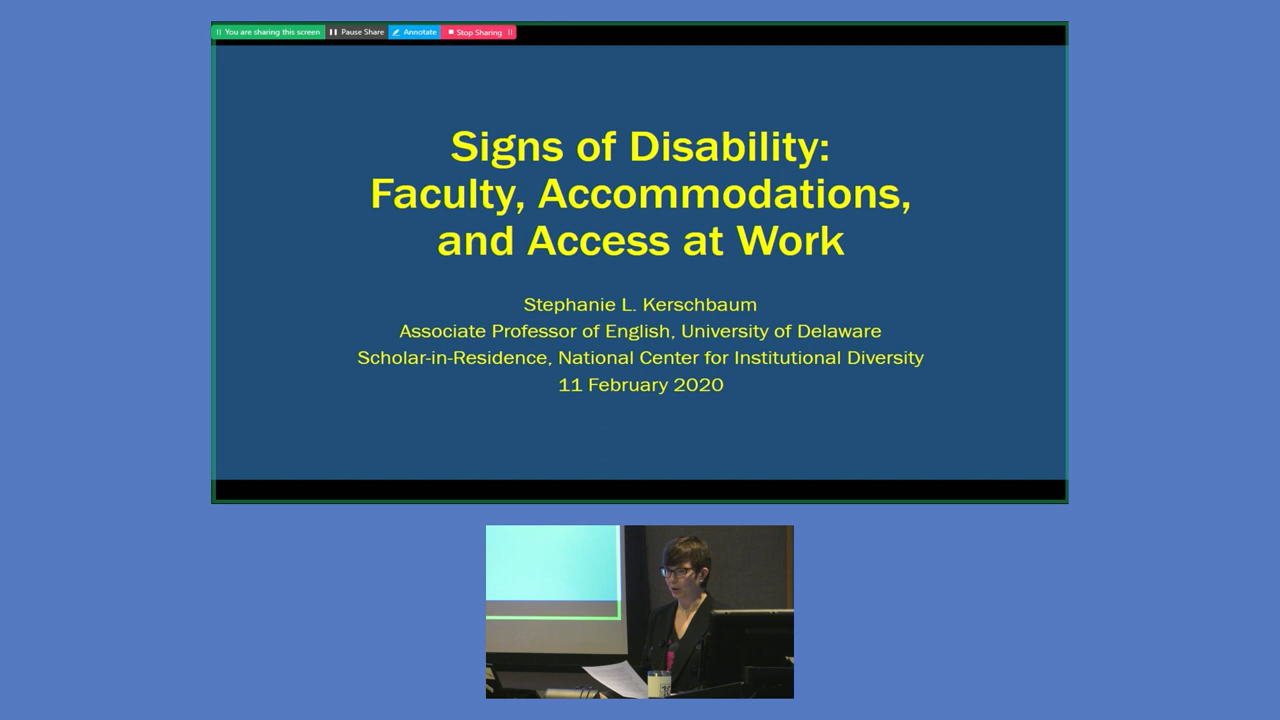 You are sharing this screen Pause Share Annotate Stop Sharing
Signs of Disability:
Faculty, Accommodations,
and Access at Work
Stephanie L. Kerschbaum
Associate Professor of English, University of Delaware
Scholar-in-Residence, National Center for Institutional Diversity
11 February 2020